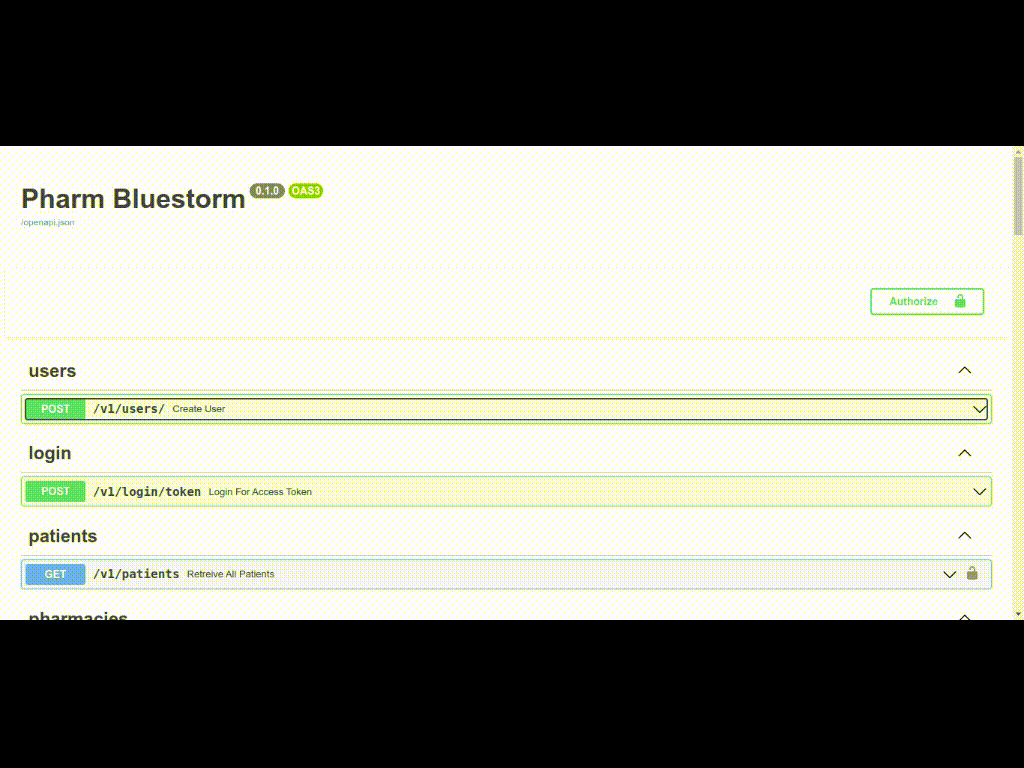 Pharm Bluestorm 0.1.0 OAS3
/openapi.json
Authorize
users
POST /v1/users/ Create User
login
POST /v1/login/token Login For Access Token
patients
GET /v1/patients Retreive All Patients
pharmacies